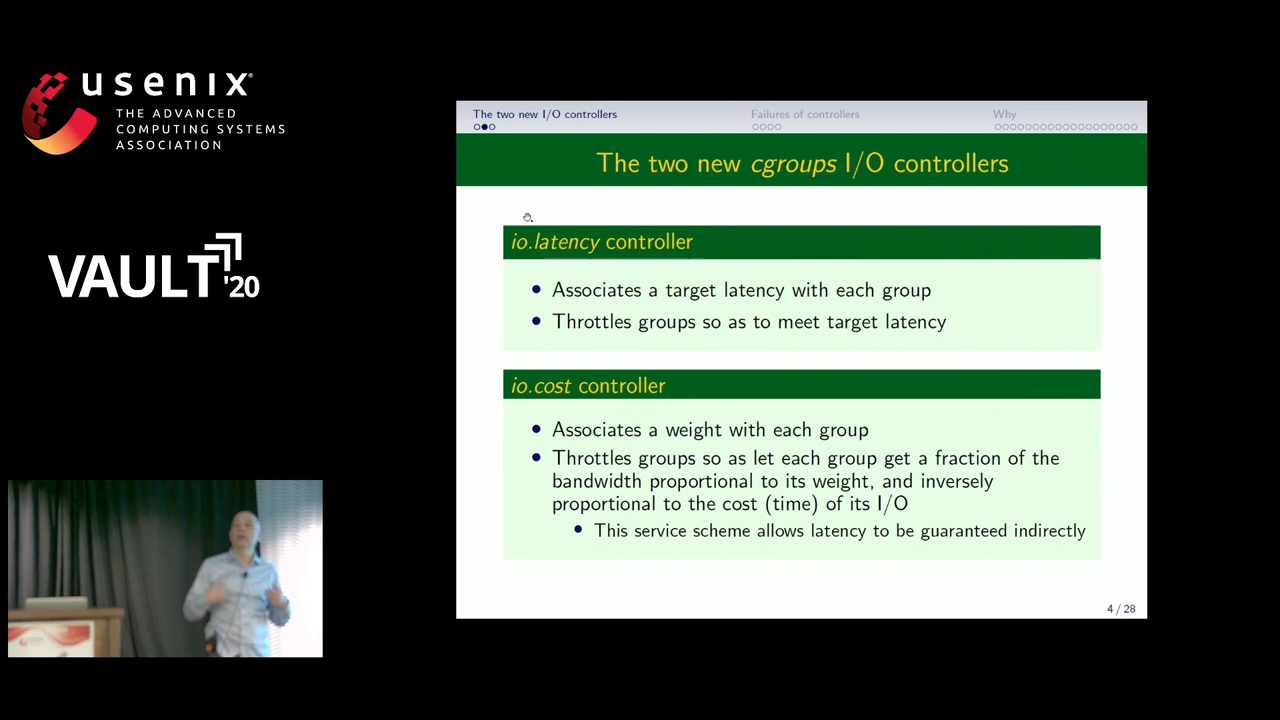 usenix
THE ADVANCED
COMPUTING SYSTEMS
ASSOCIATION
VAULT '20
The two new I/O controllers
Failures of controllers
Why
The two new cgroups I/O controllers
io.latency controller
• Associates a target latency with each group
• Throttles groups so as to meet target latency
io.cost controller
• Associates a weight with each group
• Throttles groups so as let each group get a fraction of the
bandwidth proportional to its weight, and inversely
proportional to the cost (time) of its I/O
• This service scheme allows latency to be guaranteed indirectly
4 / 28